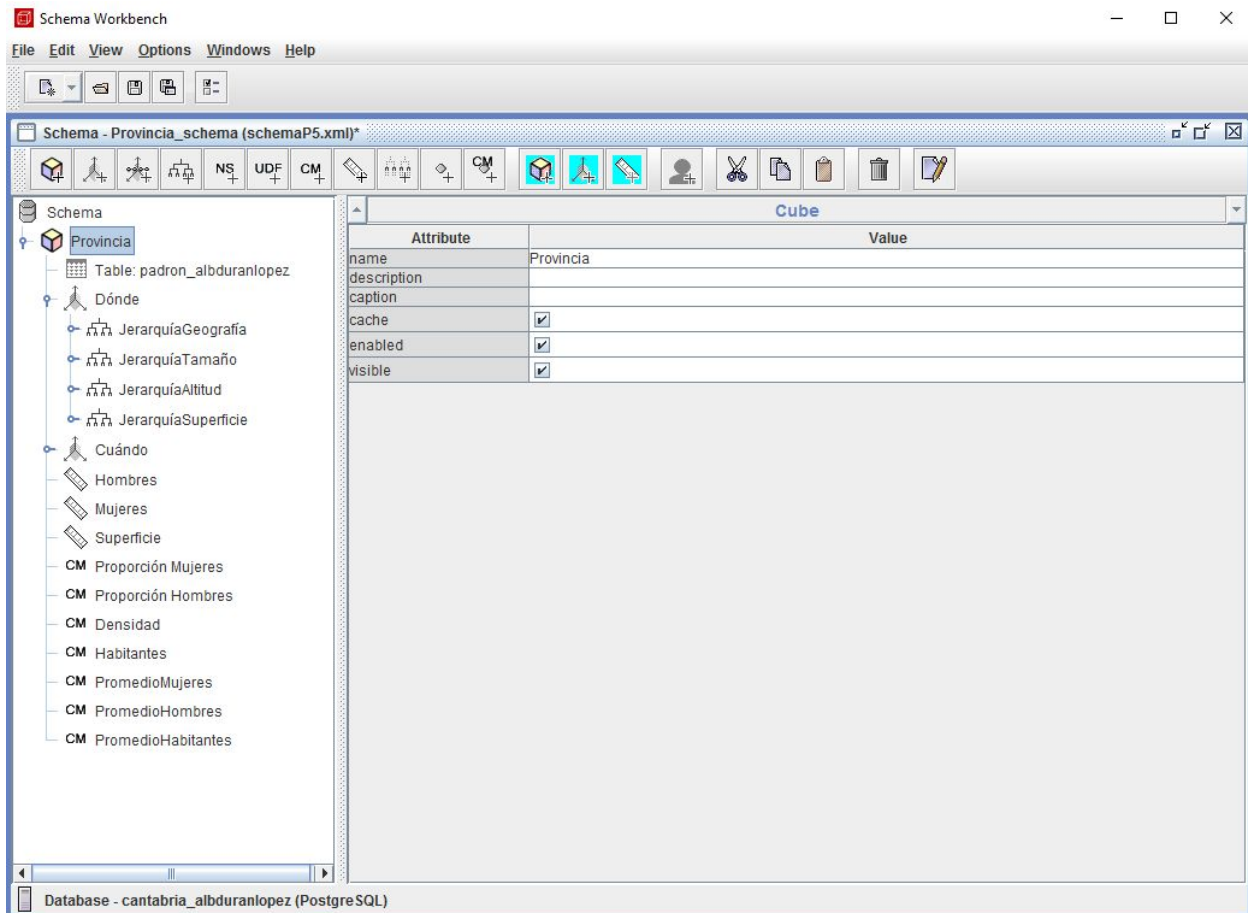 Schema Workbench
File Edit View Options Windows Help
Schema - Provincia_schema (schemaP5.xml)*
NS UDF CM CM
Schema
Provincia
Table: padron_albduranlopez
Dónde
JerarquíaGeografía
JerarquíaTamaño
JerarquíaAltitud
JerarquíaSuperficie
Cuándo
Hombres
Mujeres
Superficie
CM Proporción Mujeres
CM Proporción Hombres
CM Densidad
CM Habitantes
CM PromedioMujeres
CM PromedioHombres
CM PromedioHabitantes
Cube
Attribute Value
name Provincia
description
caption
cache
enabled
visible
Database - cantabria_albduranlopez (PostgreSQL)